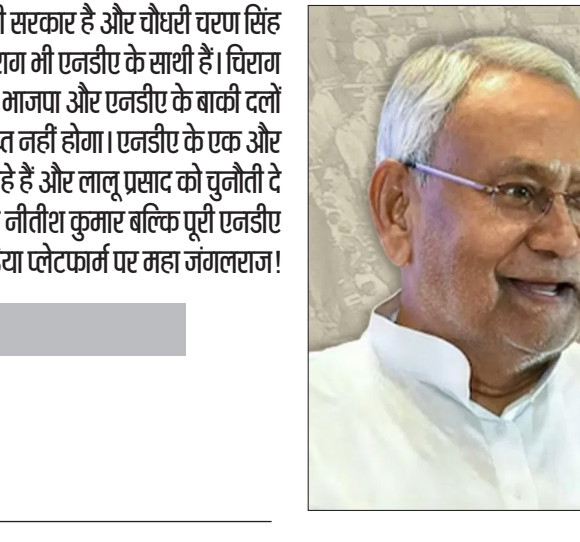 सरकार है और चौधरी चरण सिंह
भी एनडीए के साथी हैं। चिराग
भाजपा और एनडीए के बाकी दलों
नहीं होगा। एनडीए के एक और
हे हैं और लालू प्रसाद को चुनौती दे
नीतीश कुमार बल्कि पूरी एनडीए
प्लेटफार्म पर महा जंगलराज!